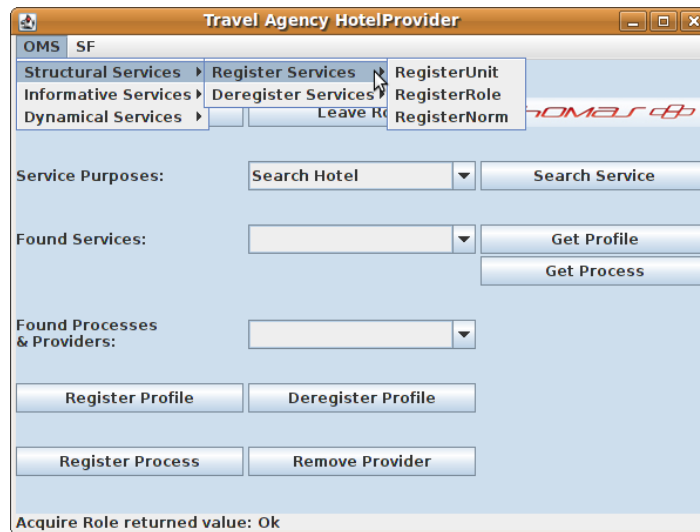 Travel Agency HotelProvider
OMS SF
Structural Services Register Services RegisterUnit
Informative Services Deregister Services RegisterRole
Dynamical Services Leave RegisterNorm
Service Purposes: Search Hotel Search Service
Found Services: Get Profile
Get Process
Found Processes
& Providers:
Register Profile Deregister Profile
Register Process Remove Provider
Acquire Role returned value: Ok